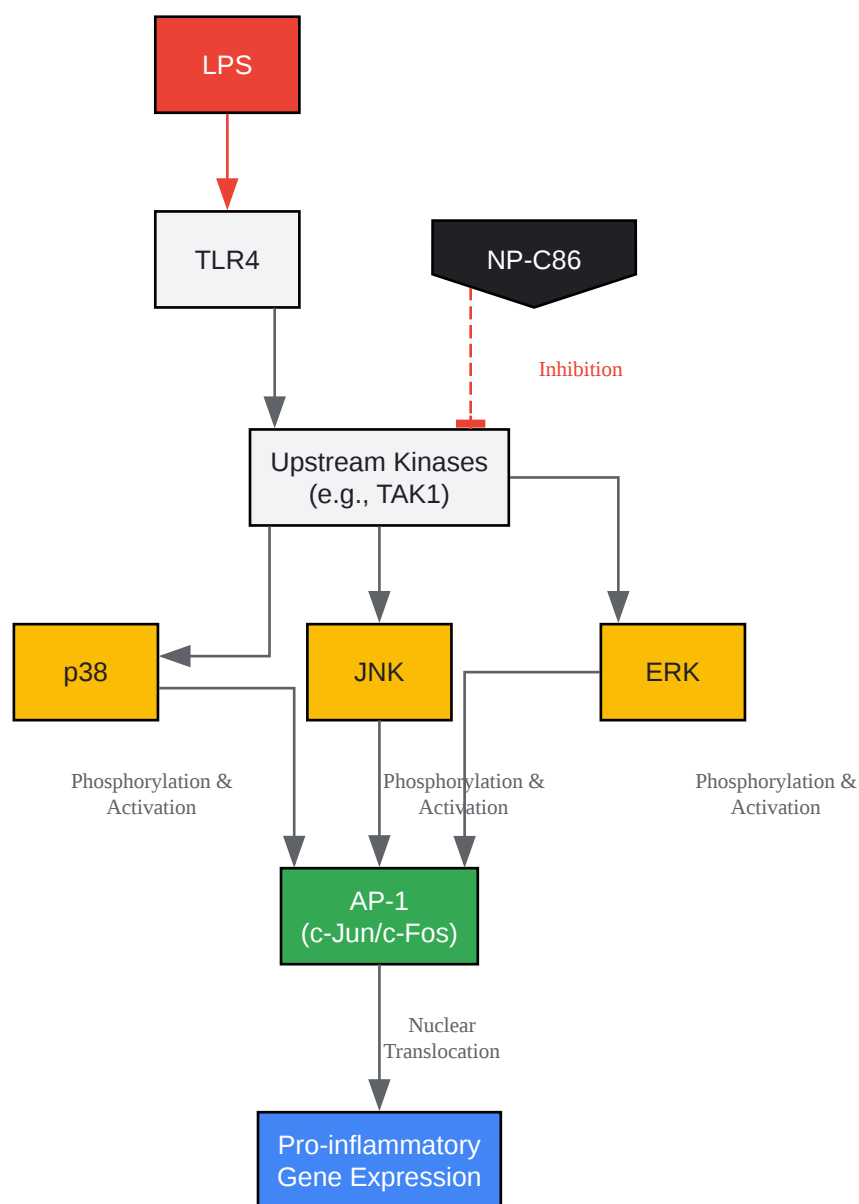 LPS
TLR4
NP-C86
Inhibition
Upstream Kinases
(e.g., TAK1)
p38
JNK
ERK
Phosphorylation &
Activation
Phosphorylation &
Activation
Phosphorylation &
Activation
AP-1
(c-Jun/c-Fos)
Nuclear
Translocation
Pro-inflammatory
Gene Expression